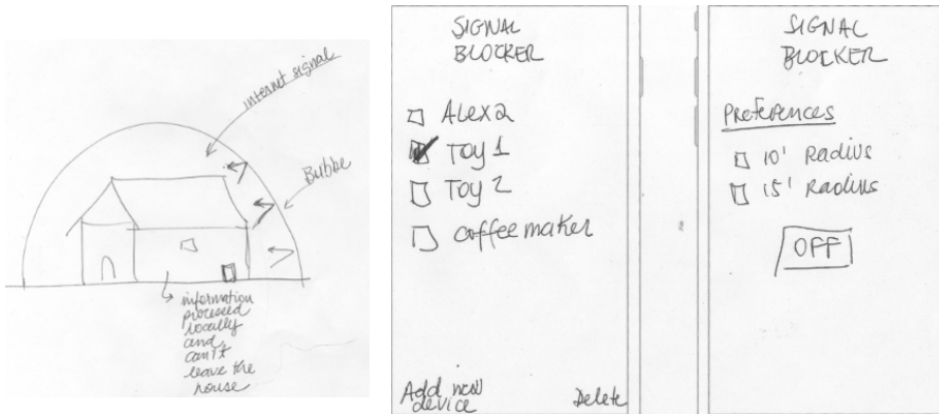 internet signal
Bubbe
information
processed
locally
and
can't
leave the
house
SIGNAL
BLOCKER
Alexa
Toy 1
Toy 2
coffee maker
Add new
device
Delete
SIGNAL
BLOCKER
Preferences
10' Radius
15' Radius
OFF